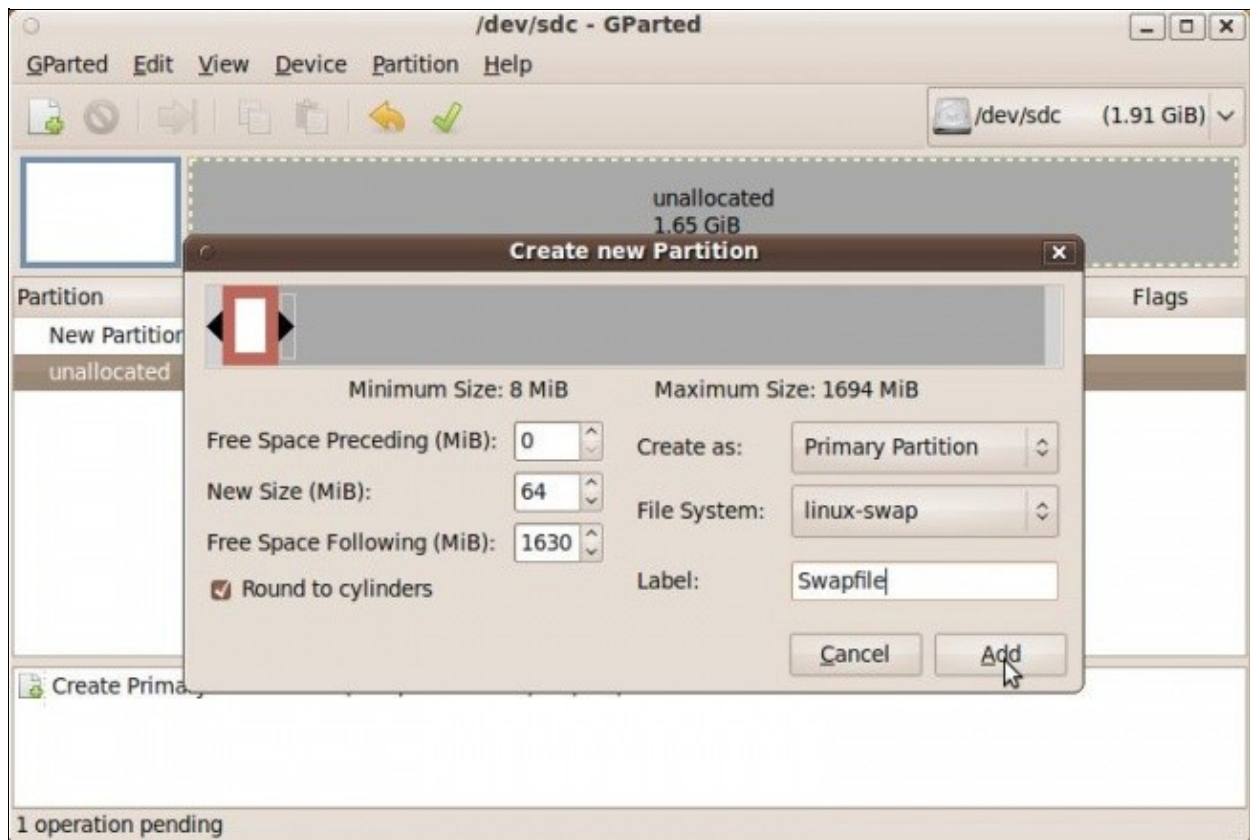 /dev/sdc - GParted
GParted Edit View Device Partition Help
/dev/sdc (1.91 GiB)
unallocated
1.65 GiB
Create new Partition
Partition
Flags
New Partition
unallocated
Minimum Size: 8 MiB Maximum Size: 1694 MiB
Free Space Preceding (MiB): 0
Create as: Primary Partition
New Size (MiB): 64
File System: linux-swap
Free Space Following (MiB): 1630
Round to cylinders
Label: Swapfile
Cancel Add
Create Prima
1 operation pending